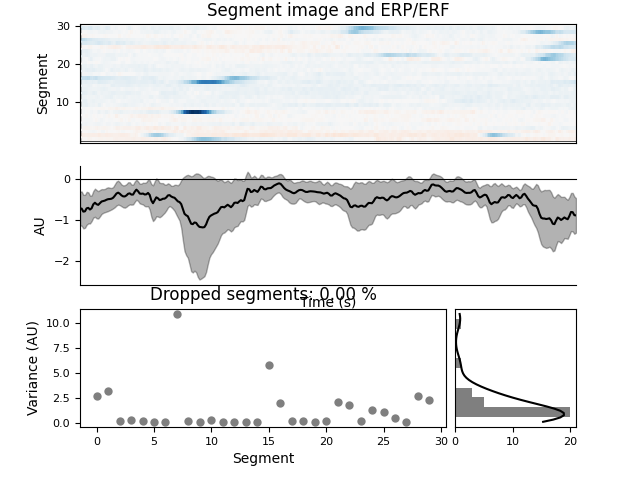 Segment image and ERP/ERF
30
20
10
Segment
0
−1
−2
AU
Time (s)
Dropped segments: 0.00 %
10.0
7.5
5.0
2.5
0.0
Variance (AU)
0 5 10 15 20 25 30
0 10 20
Segment